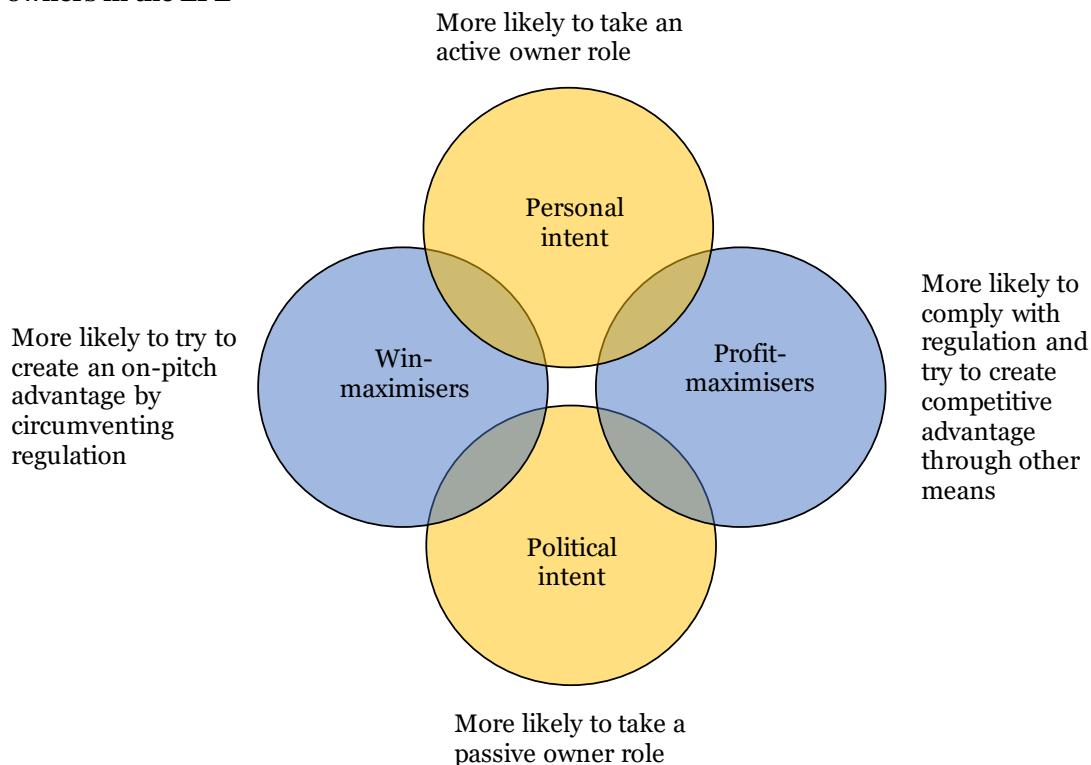 More likely to take an
active owner role
Personal
intent
More likely to try to
create an on-pitch
advantage by
circumventing
regulation
Win-
maximisers
Profit-
maximisers
More likely to
comply with
regulation and
try to create
competitive
advantage
through other
means
Political
intent
More likely to take a
passive owner role